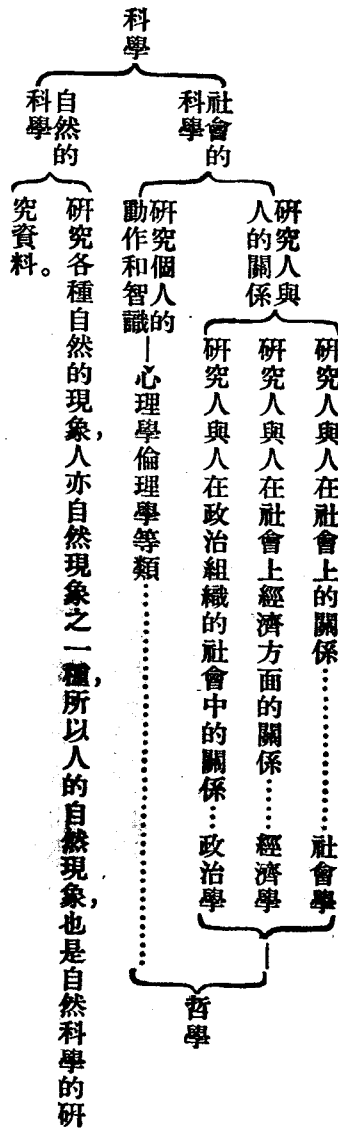 科學
社會的
科學
研究人與
人的關係
研究人與人在社會上的關係…………社會學
研究人與人在社會上經濟方面的關係……經濟學
研究人與人在政治組織的社會中的關係…政治學
研究個人的
動作和智識—心理學倫理學等類…………………
哲學
自然的
科學
研究各種自然的現象,人亦自然現象之一種,所以人的自然現象,也是自然科學的研
究資料。